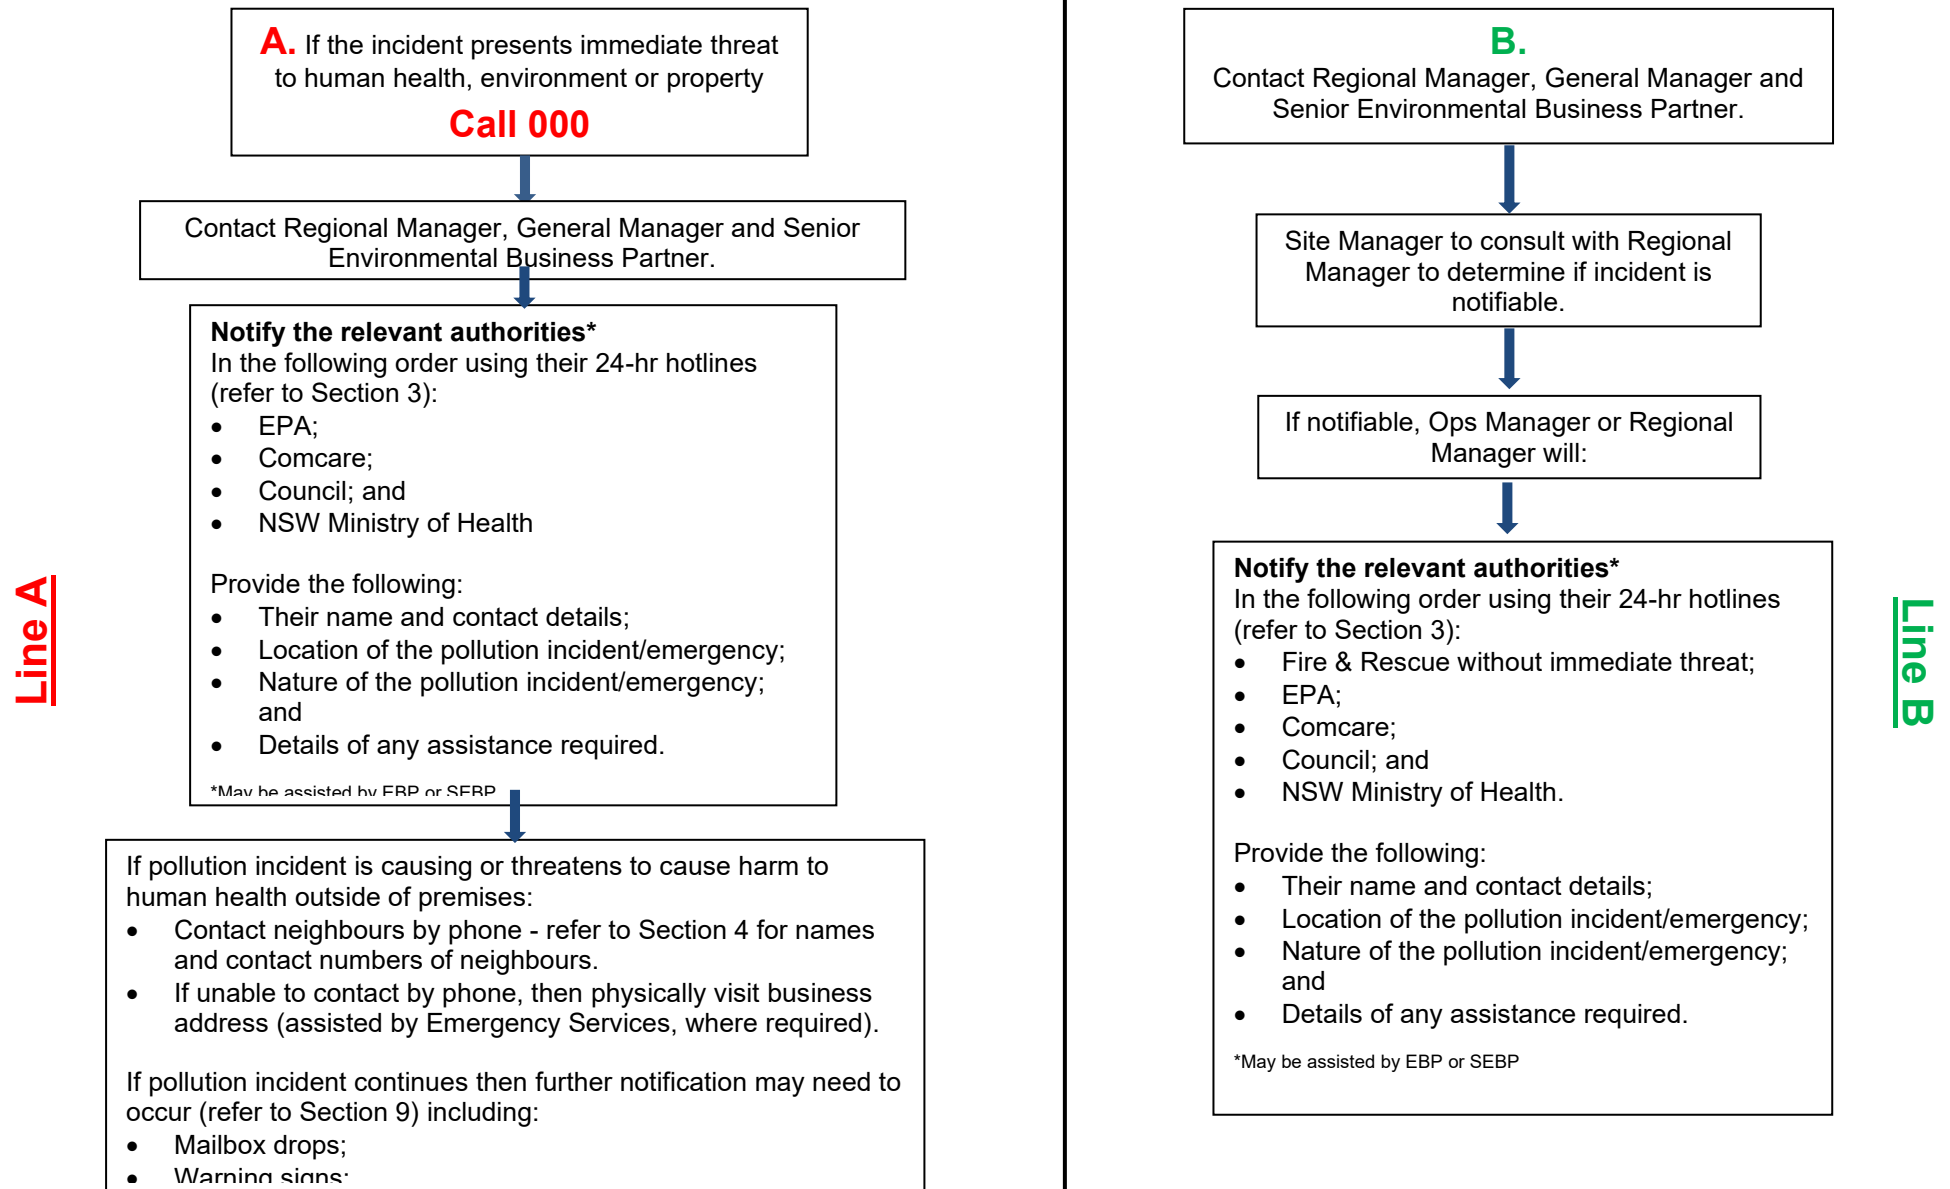 A. If the incident presents immediate threat
to human health, environment or property
Call 000
Contact Regional Manager, General Manager and Senior
Environmental Business Partner.
Notify the relevant authorities*
In the following order using their 24-hr hotlines
(refer to Section 3):
• EPA;
• Comcare;
• Council; and
• NSW Ministry of Health
Provide the following:
• Their name and contact details;
• Location of the pollution incident/emergency;
• Nature of the pollution incident/emergency;
and
• Details of any assistance required.
*May be assisted by EBP or SEBP
If pollution incident is causing or threatens to cause harm to
human health outside of premises:
• Contact neighbours by phone - refer to Section 4 for names
and contact numbers of neighbours.
• If unable to contact by phone, then physically visit business
address (assisted by Emergency Services, where required).
If pollution incident continues then further notification may need to
occur (refer to Section 9) including:
• Mailbox drops;
• Warning signs;
Line A
B.
Contact Regional Manager, General Manager and
Senior Environmental Business Partner.
Site Manager to consult with Regional
Manager to determine if incident is
notifiable.
If notifiable, Ops Manager or Regional
Manager will:
Notify the relevant authorities*
In the following order using their 24-hr hotlines
(refer to Section 3):
• Fire & Rescue without immediate threat;
• EPA;
• Comcare;
• Council; and
• NSW Ministry of Health.
Provide the following:
• Their name and contact details;
• Location of the pollution incident/emergency;
• Nature of the pollution incident/emergency;
and
• Details of any assistance required.
*May be assisted by EBP or SEBP
Line B